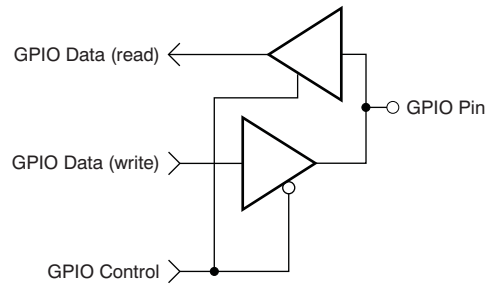 GPIO Data (read)
GPIO Pin
GPIO Data (write)
GPIO Control